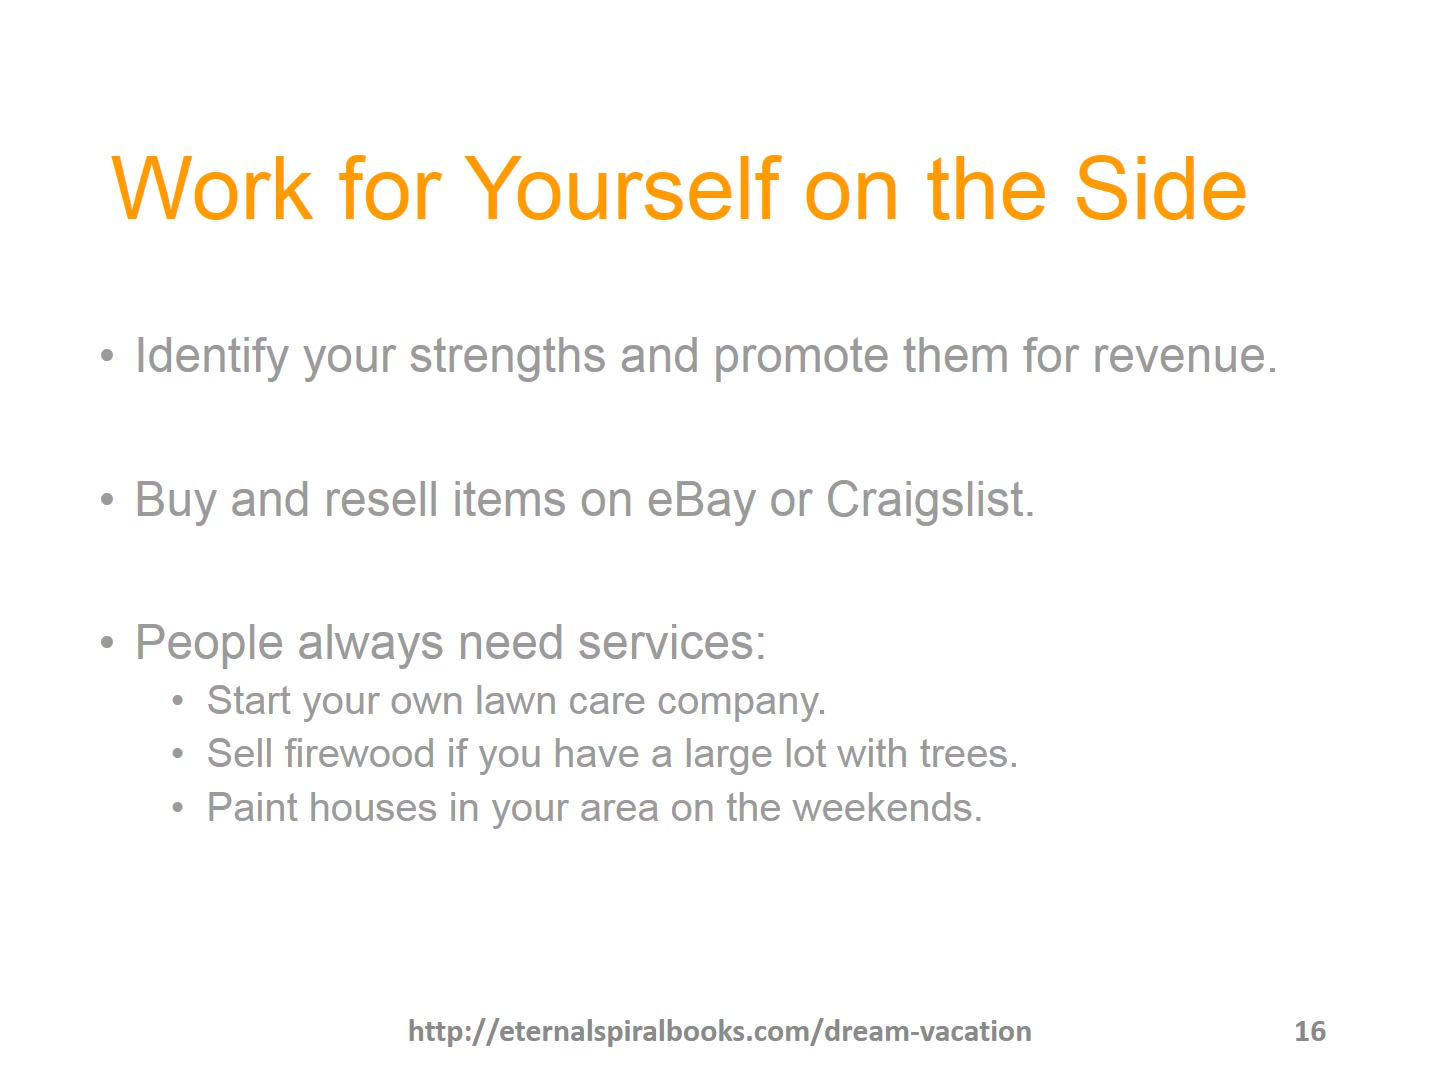 Work for Yourself on the Side
• Identify your strengths and promote them for revenue.
• Buy and resell items on eBay or Craigslist.
• People always need services:
• Start your own lawn care company.
• Sell firewood if you have a large lot with trees.
• Paint houses in your area on the weekends.
http://eternalspiralbooks.com/dream-vacation 16